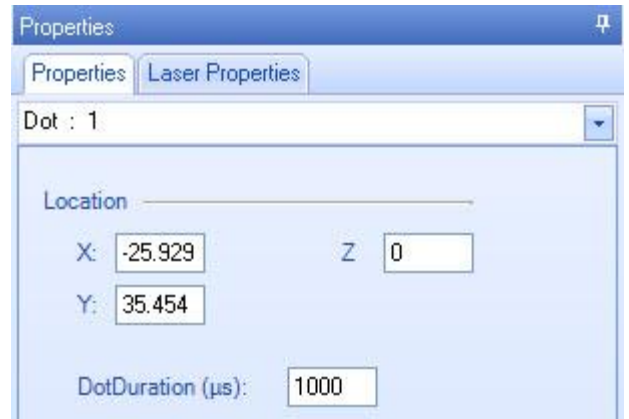 Properties
Properties Laser Properties
Dot : 1
Location
X: -25.929 Z 0
Y: 35.454
DotDuration (µs): 1000